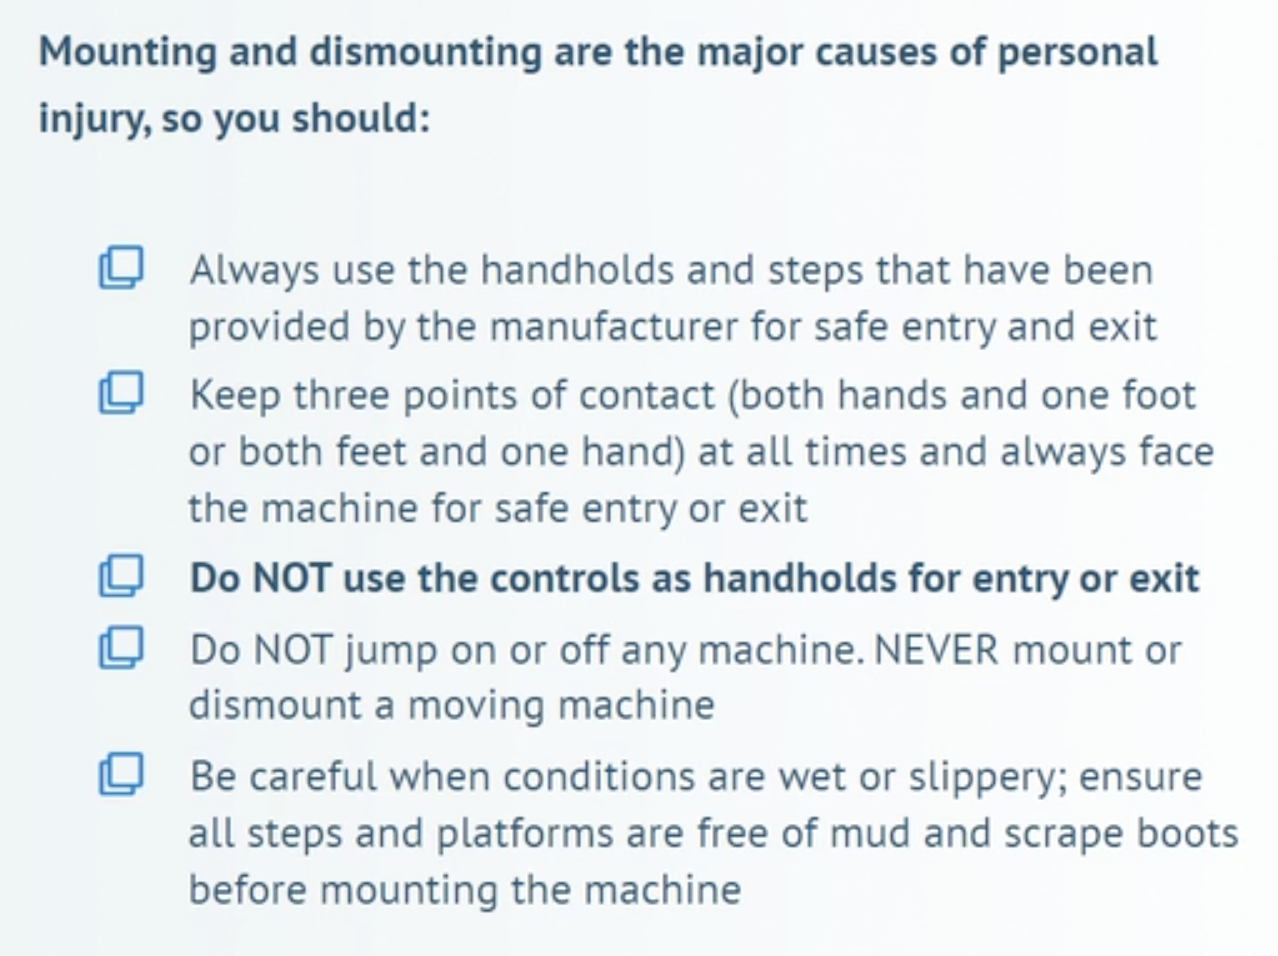 Mounting and dismounting are the major causes of personal
injury, so you should:
Always use the handholds and steps that have been
provided by the manufacturer for safe entry and exit
Keep three points of contact (both hands and one foot
or both feet and one hand) at all times and always face
the machine for safe entry or exit
Do NOT use the controls as handholds for entry or exit
Do NOT jump on or off any machine. NEVER mount or
dismount a moving machine
Be careful when conditions are wet or slippery; ensure
all steps and platforms are free of mud and scrape boots
before mounting the machine